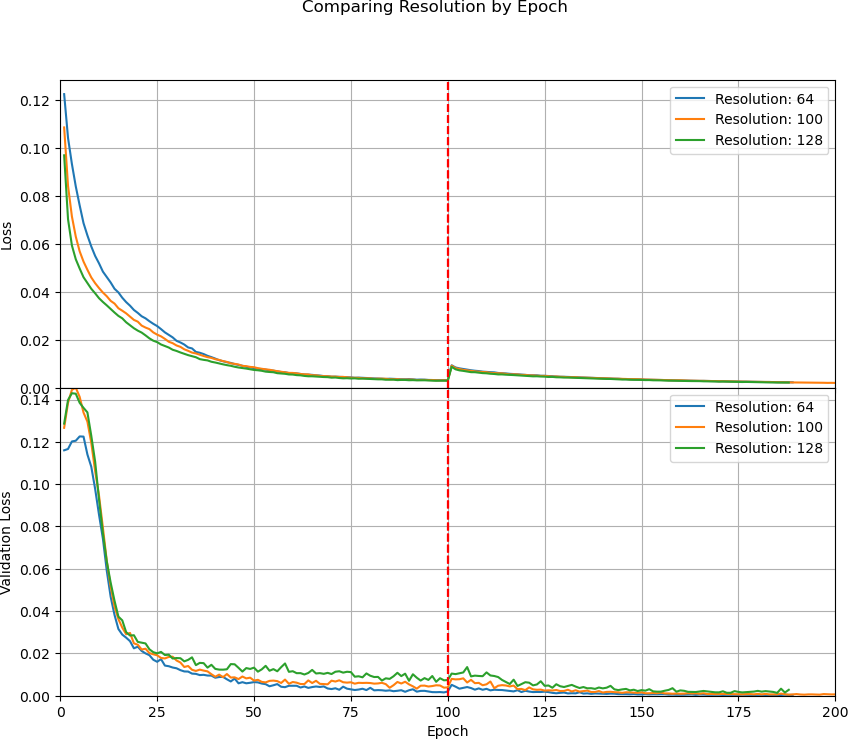 Comparing Resolution by Epoch
0.12
0.10
0.08
0.06
0.04
0.02
0.00
Loss
Resolution: 64
Resolution: 100
Resolution: 128
0.14
0.12
0.10
0.08
0.06
0.04
0.02
0.00
Validation Loss
Resolution: 64
Resolution: 100
Resolution: 128
0 25 50 75 100 125 150 175 200
Epoch